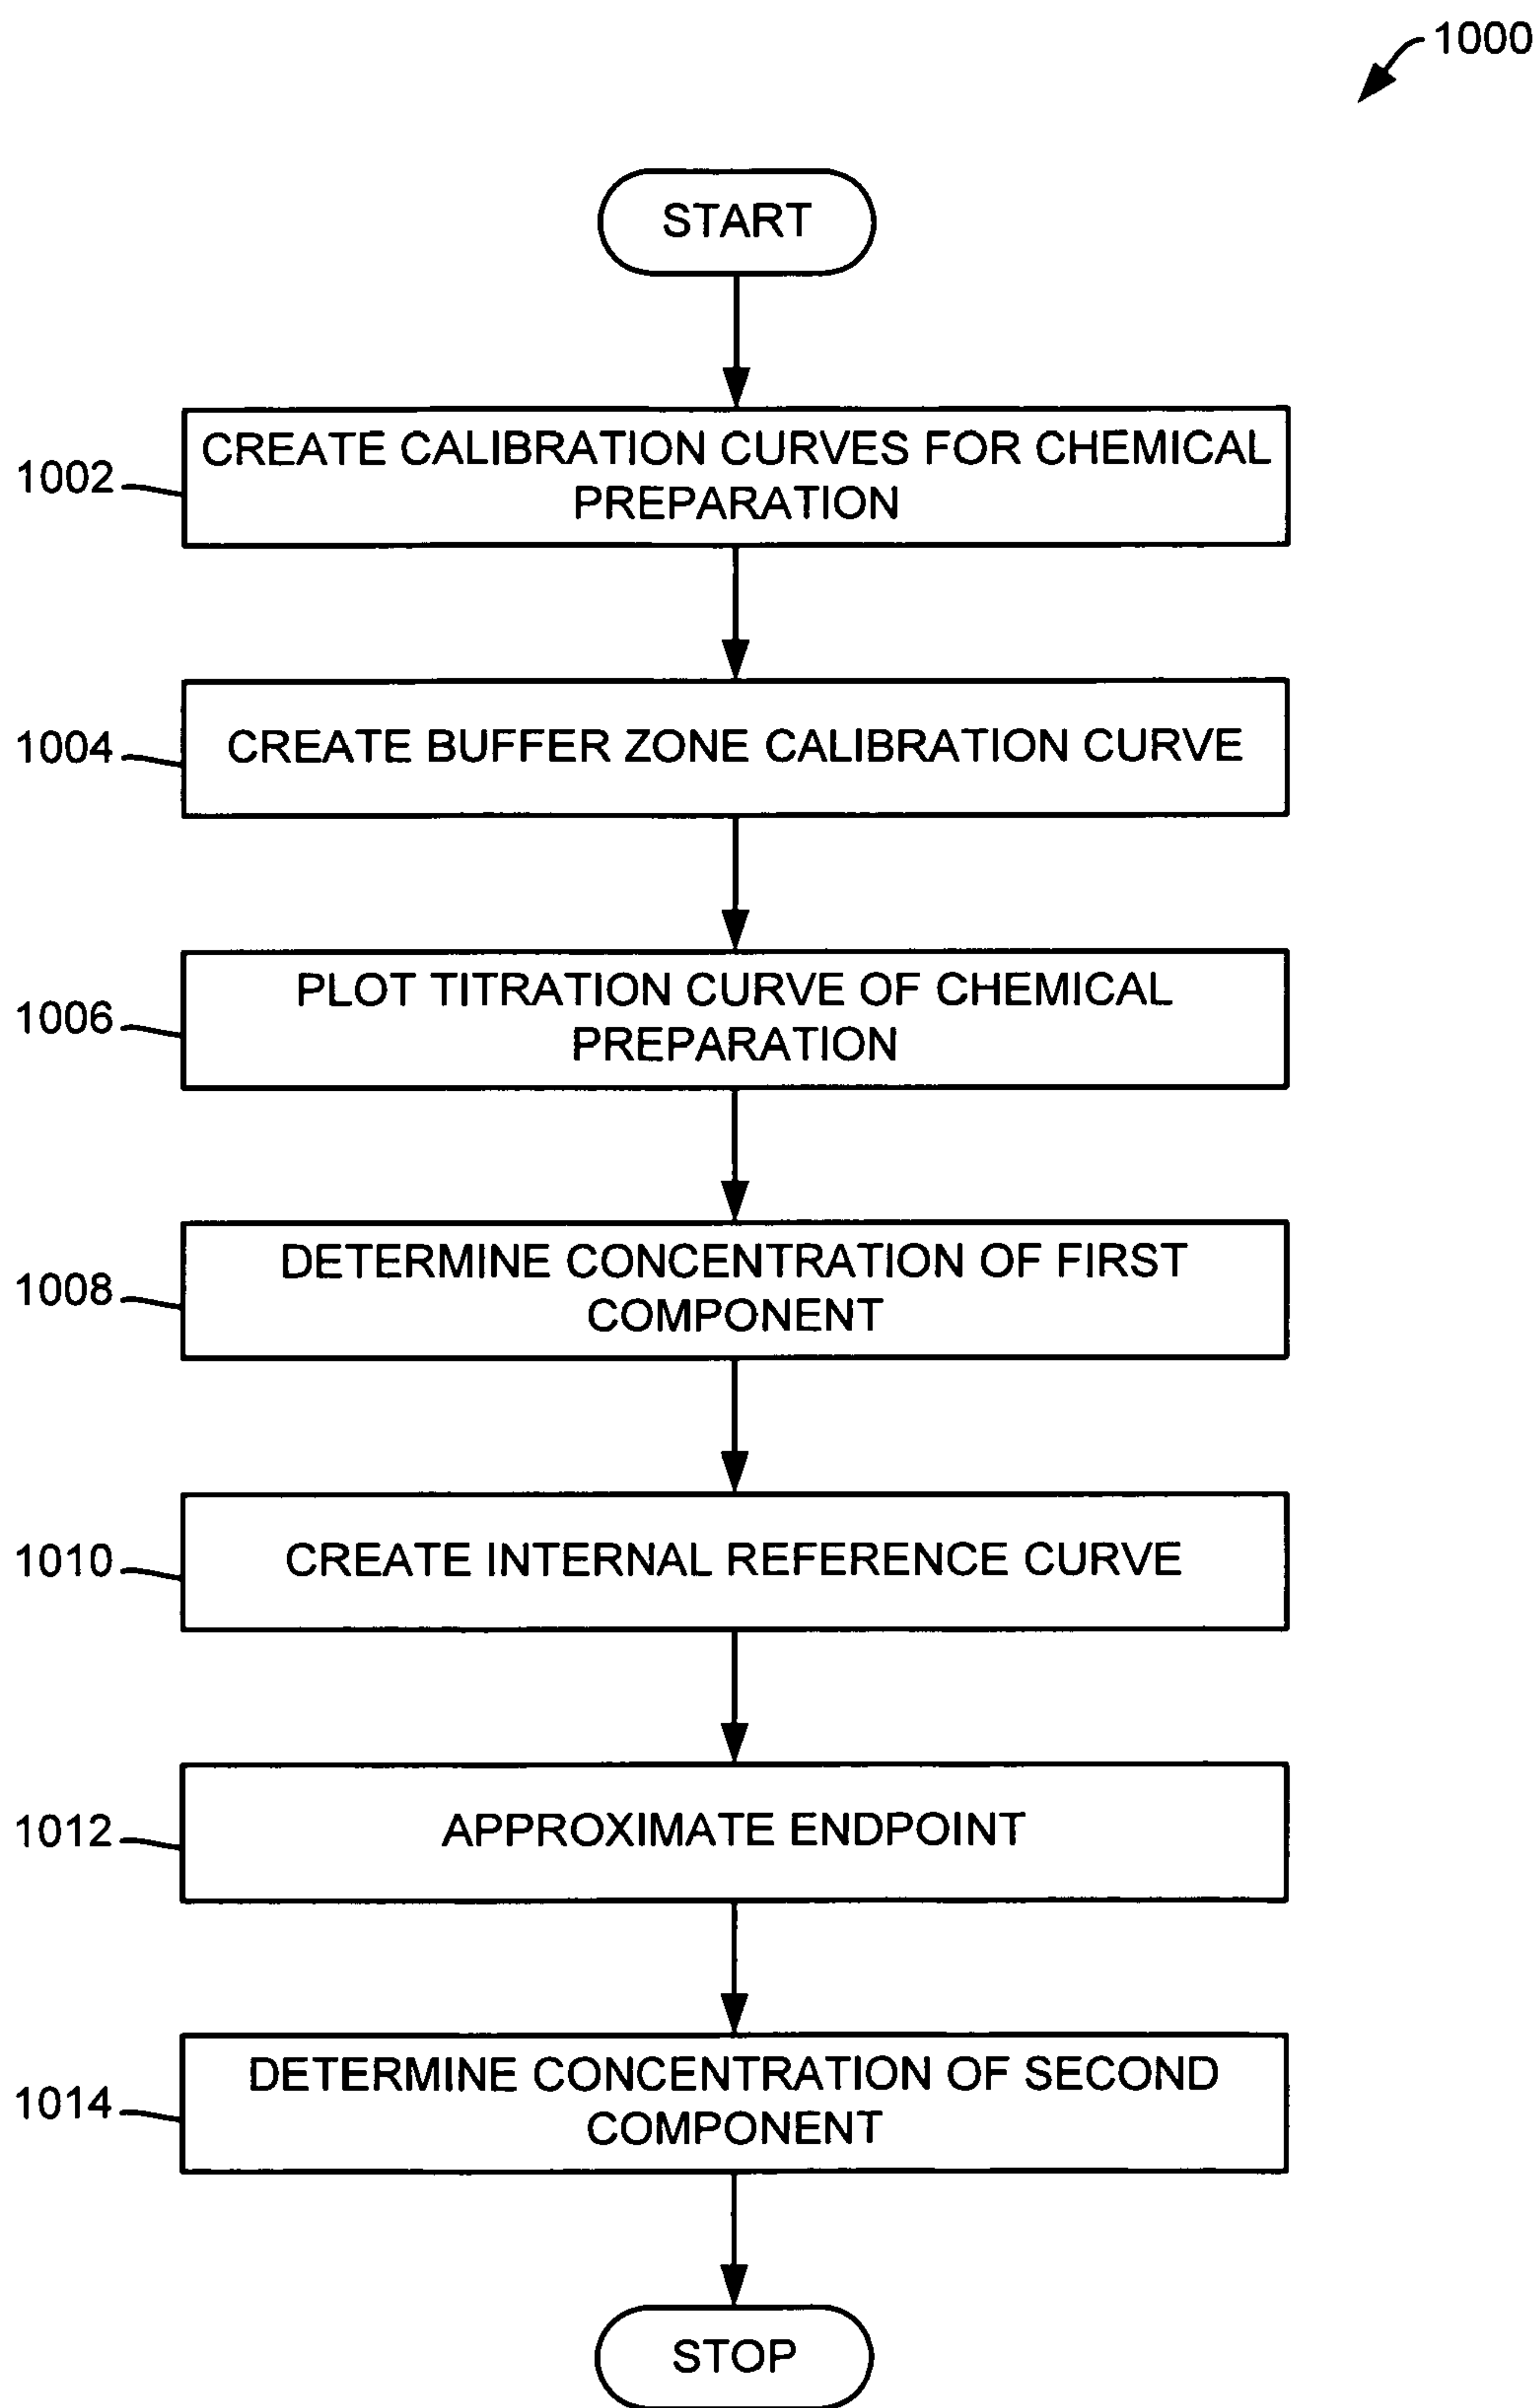 1000
START
1002
CREATE CALIBRATION CURVES FOR CHEMICAL
PREPARATION
1004
CREATE BUFFER ZONE CALIBRATION CURVE
1006
PLOT TITRATION CURVE OF CHEMICAL
PREPARATION
1008
DETERMINE CONCENTRATION OF FIRST
COMPONENT
1010
CREATE INTERNAL REFERENCE CURVE
1012
APPROXIMATE ENDPOINT
1014
DETERMINE CONCENTRATION OF SECOND
COMPONENT
STOP